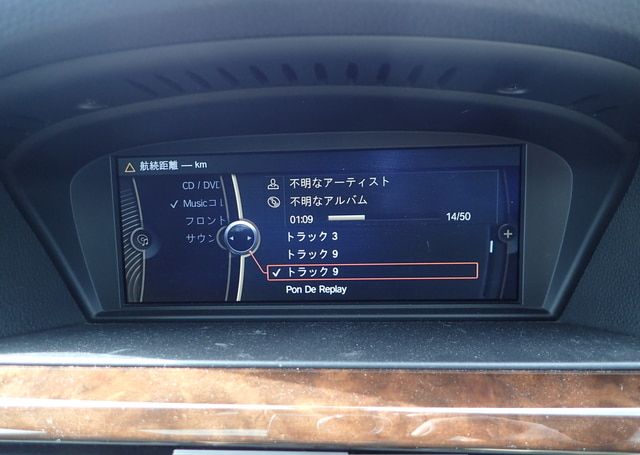 航続距離 — km
CD / DVD
✓ Musicコレ
フロント
サウン
不明なアーティスト
不明なアルバム
01:09 14/50
トラック 3
トラック 9
✓ トラック 9
Pon De Replay